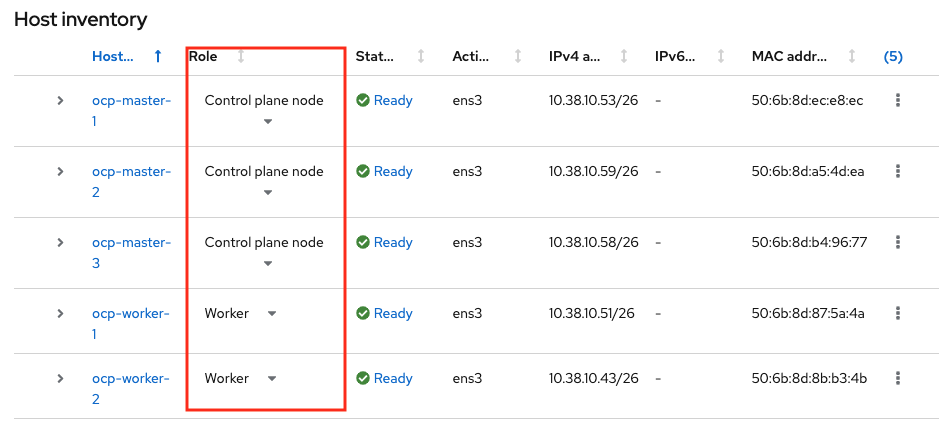 Host inventory
Host... Role Stat... Acti... IPv4 a... IPv6... MAC addr... (5)
ocp-master-1 Control plane node Ready ens3 10.38.10.53/26 - 50:6b:8d:ec:e8:ec
ocp-master-2 Control plane node Ready ens3 10.38.10.59/26 - 50:6b:8d:a5:4d:ea
ocp-master-3 Control plane node Ready ens3 10.38.10.58/26 - 50:6b:8d:b4:96:77
ocp-worker-1 Worker Ready ens3 10.38.10.51/26 - 50:6b:8d:87:5a:4a
ocp-worker-2 Worker Ready ens3 10.38.10.43/26 - 50:6b:8d:8b:b3:4b